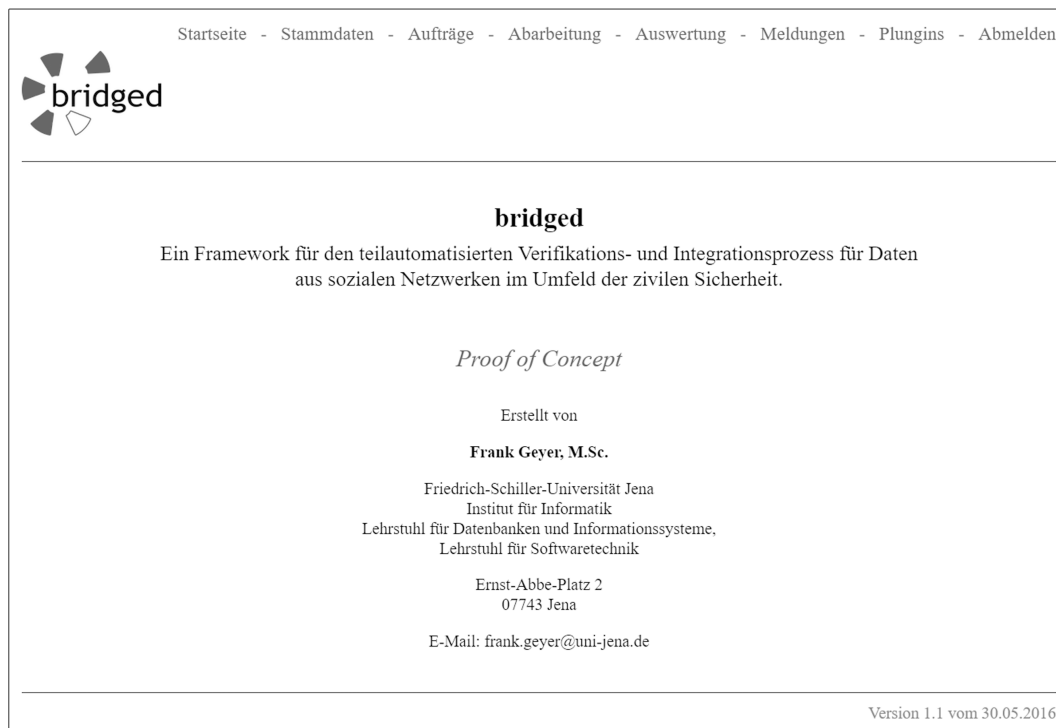 Startseite - Stammdaten - Aufträge - Abarbeitung - Auswertung - Meldungen - Plungins - Abmelden
bridged
bridged
Ein Framework für den teilautomatisierten Verifikations- und Integrationsprozess für Daten
aus sozialen Netzwerken im Umfeld der zivilen Sicherheit.
Proof of Concept
Erstellt von
Frank Geyer, M.Sc.
Friedrich-Schiller-Universität Jena
Institut für Informatik
Lehrstuhl für Datenbanken und Informationssysteme,
Lehrstuhl für Softwaretechnik
Ernst-Abbe-Platz 2
07743 Jena
E-Mail: frank.geyer@uni-jena.de
Version 1.1 vom 30.05.2016